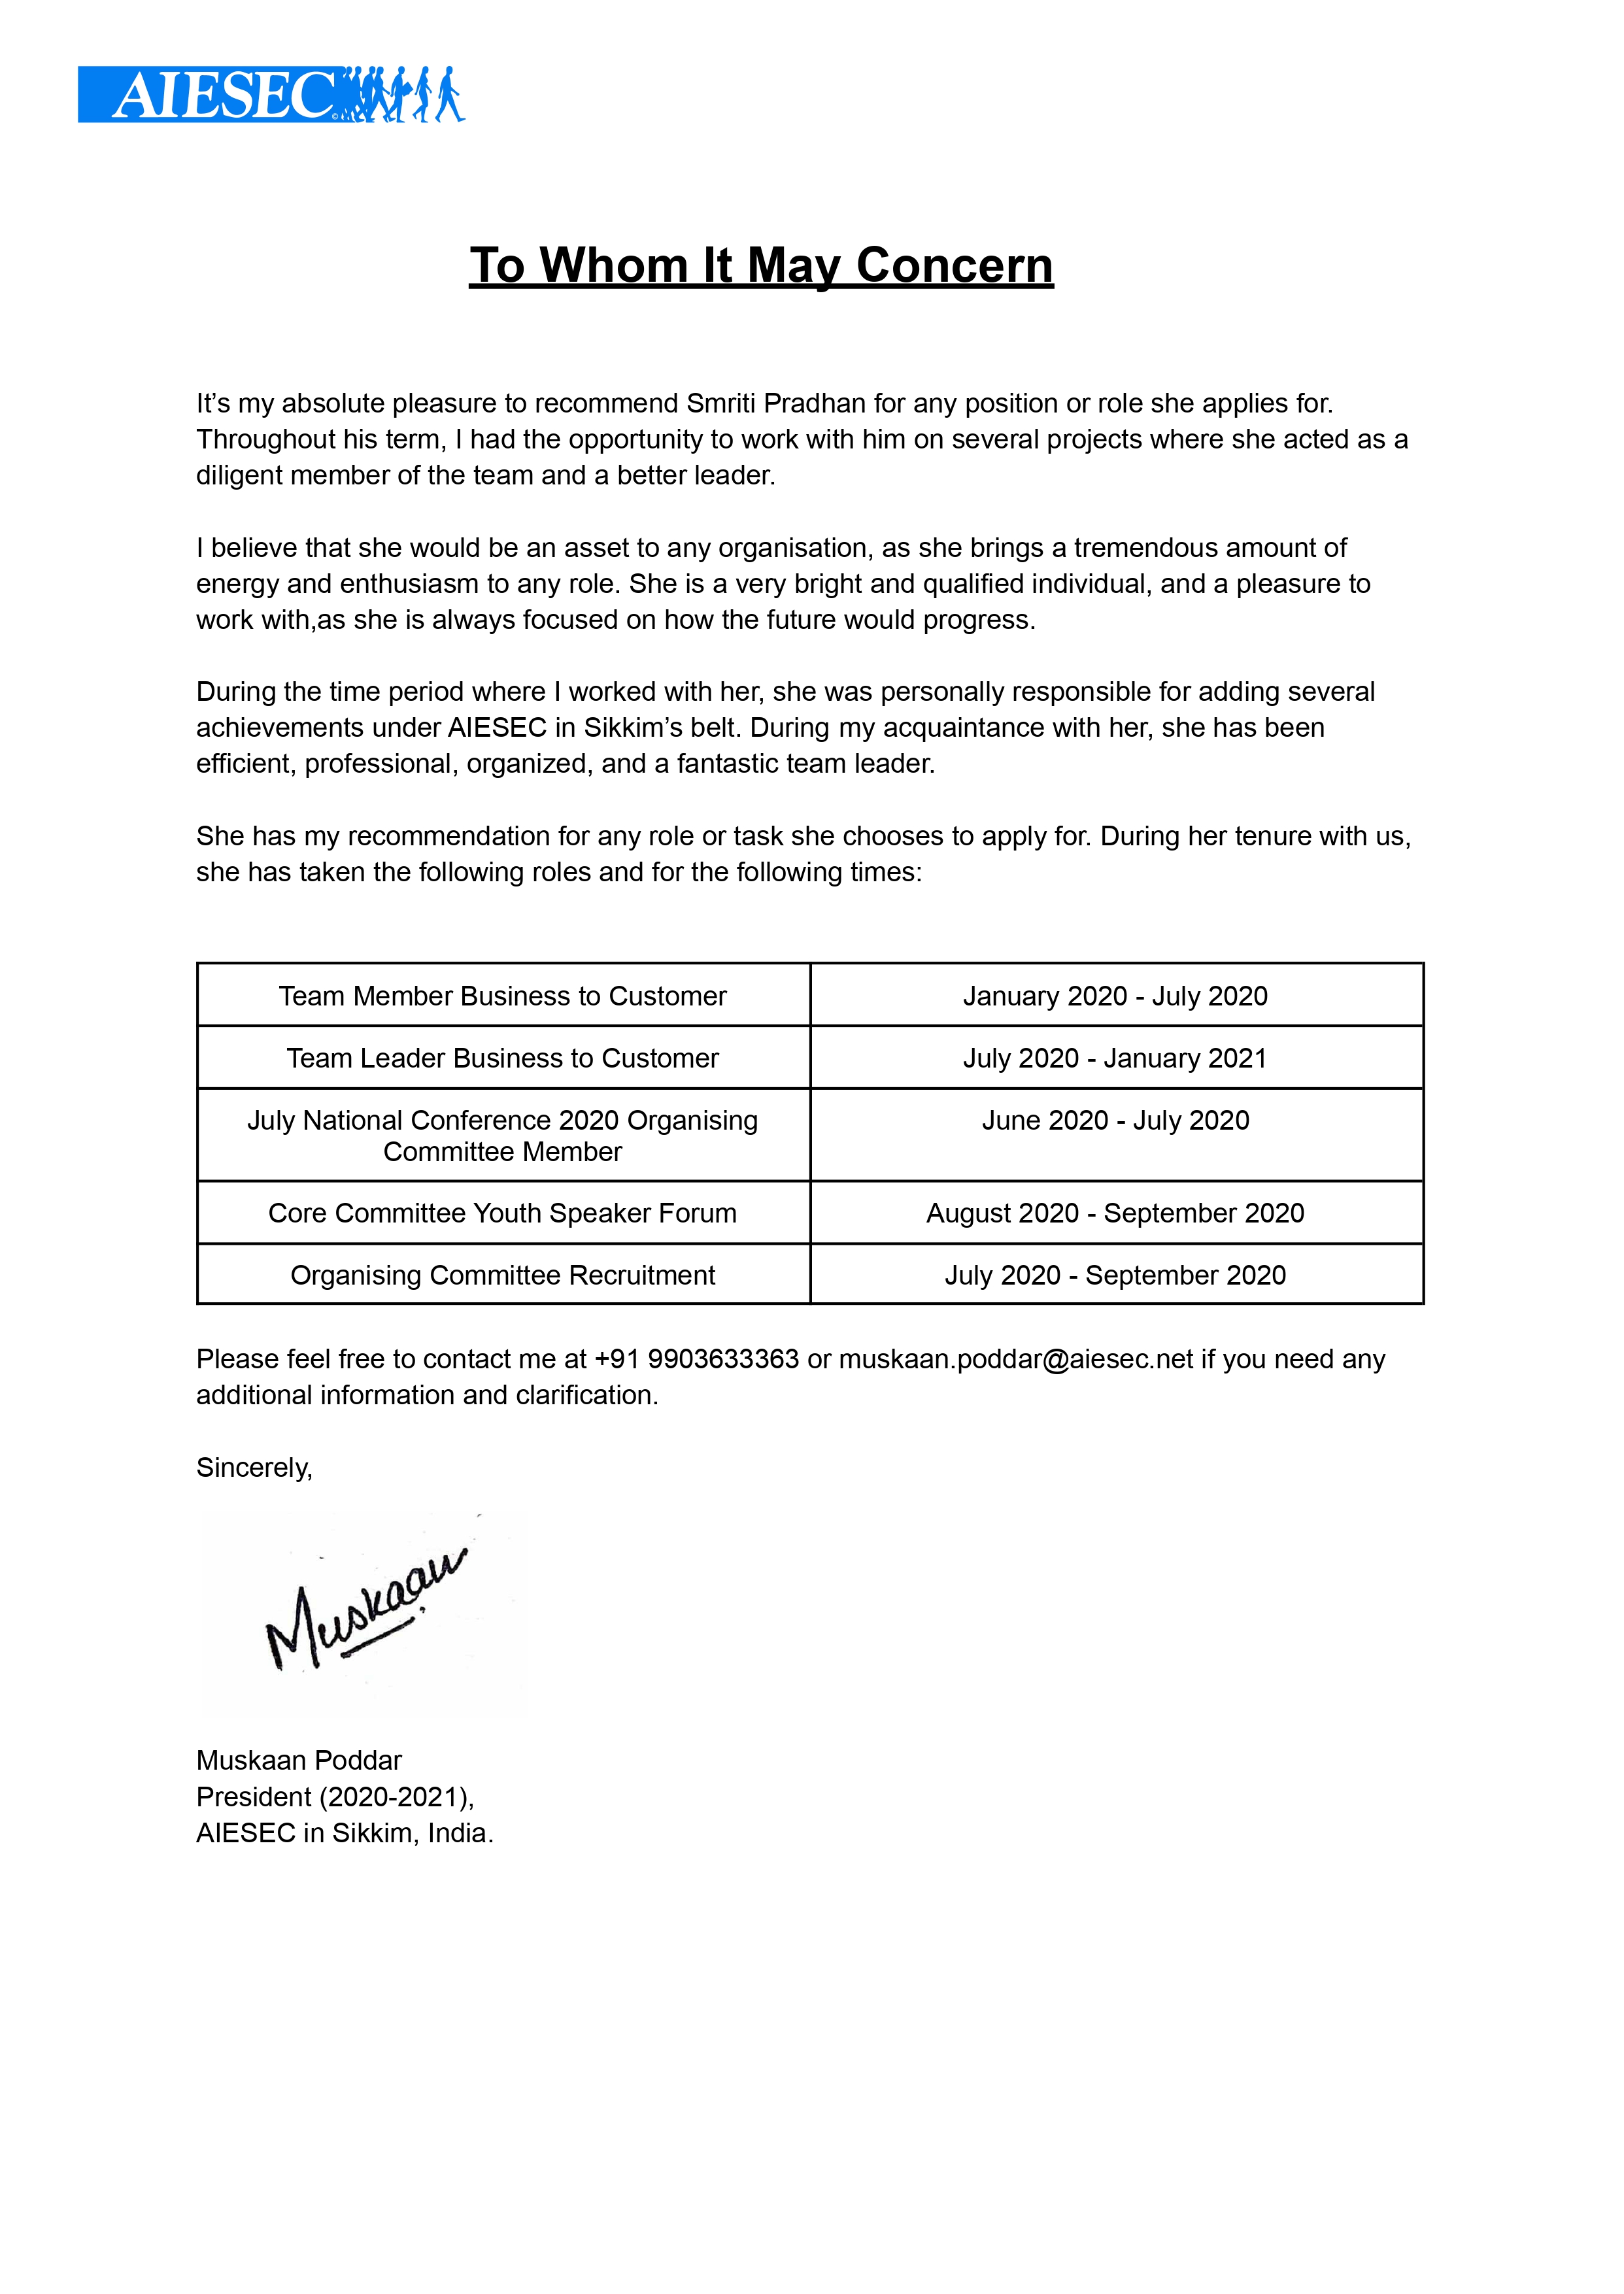 AIESEC
To Whom It May Concern
It’s my absolute pleasure to recommend Smriti Pradhan for any position or role she applies for.
Throughout his term, I had the opportunity to work with him on several projects where she acted as a
diligent member of the team and a better leader.
I believe that she would be an asset to any organisation, as she brings a tremendous amount of
energy and enthusiasm to any role. She is a very bright and qualified individual, and a pleasure to
work with,as she is always focused on how the future would progress.
During the time period where I worked with her, she was personally responsible for adding several
achievements under AIESEC in Sikkim’s belt. During my acquaintance with her, she has been
efficient, professional, organized, and a fantastic team leader.
She has my recommendation for any role or task she chooses to apply for. During her tenure with us,
she has taken the following roles and for the following times:
Team Member Business to Customer January 2020 - July 2020
Team Leader Business to Customer July 2020 - January 2021
July National Conference 2020 Organising June 2020 - July 2020
Committee Member
Core Committee Youth Speaker Forum August 2020 - September 2020
Organising Committee Recruitment July 2020 - September 2020
Please feel free to contact me at +91 9903633363 or muskaan.poddar@aiesec.net if you need any
additional information and clarification.
Sincerely,
Muskaan
Muskaan Poddar
President (2020-2021),
AIESEC in Sikkim, India.